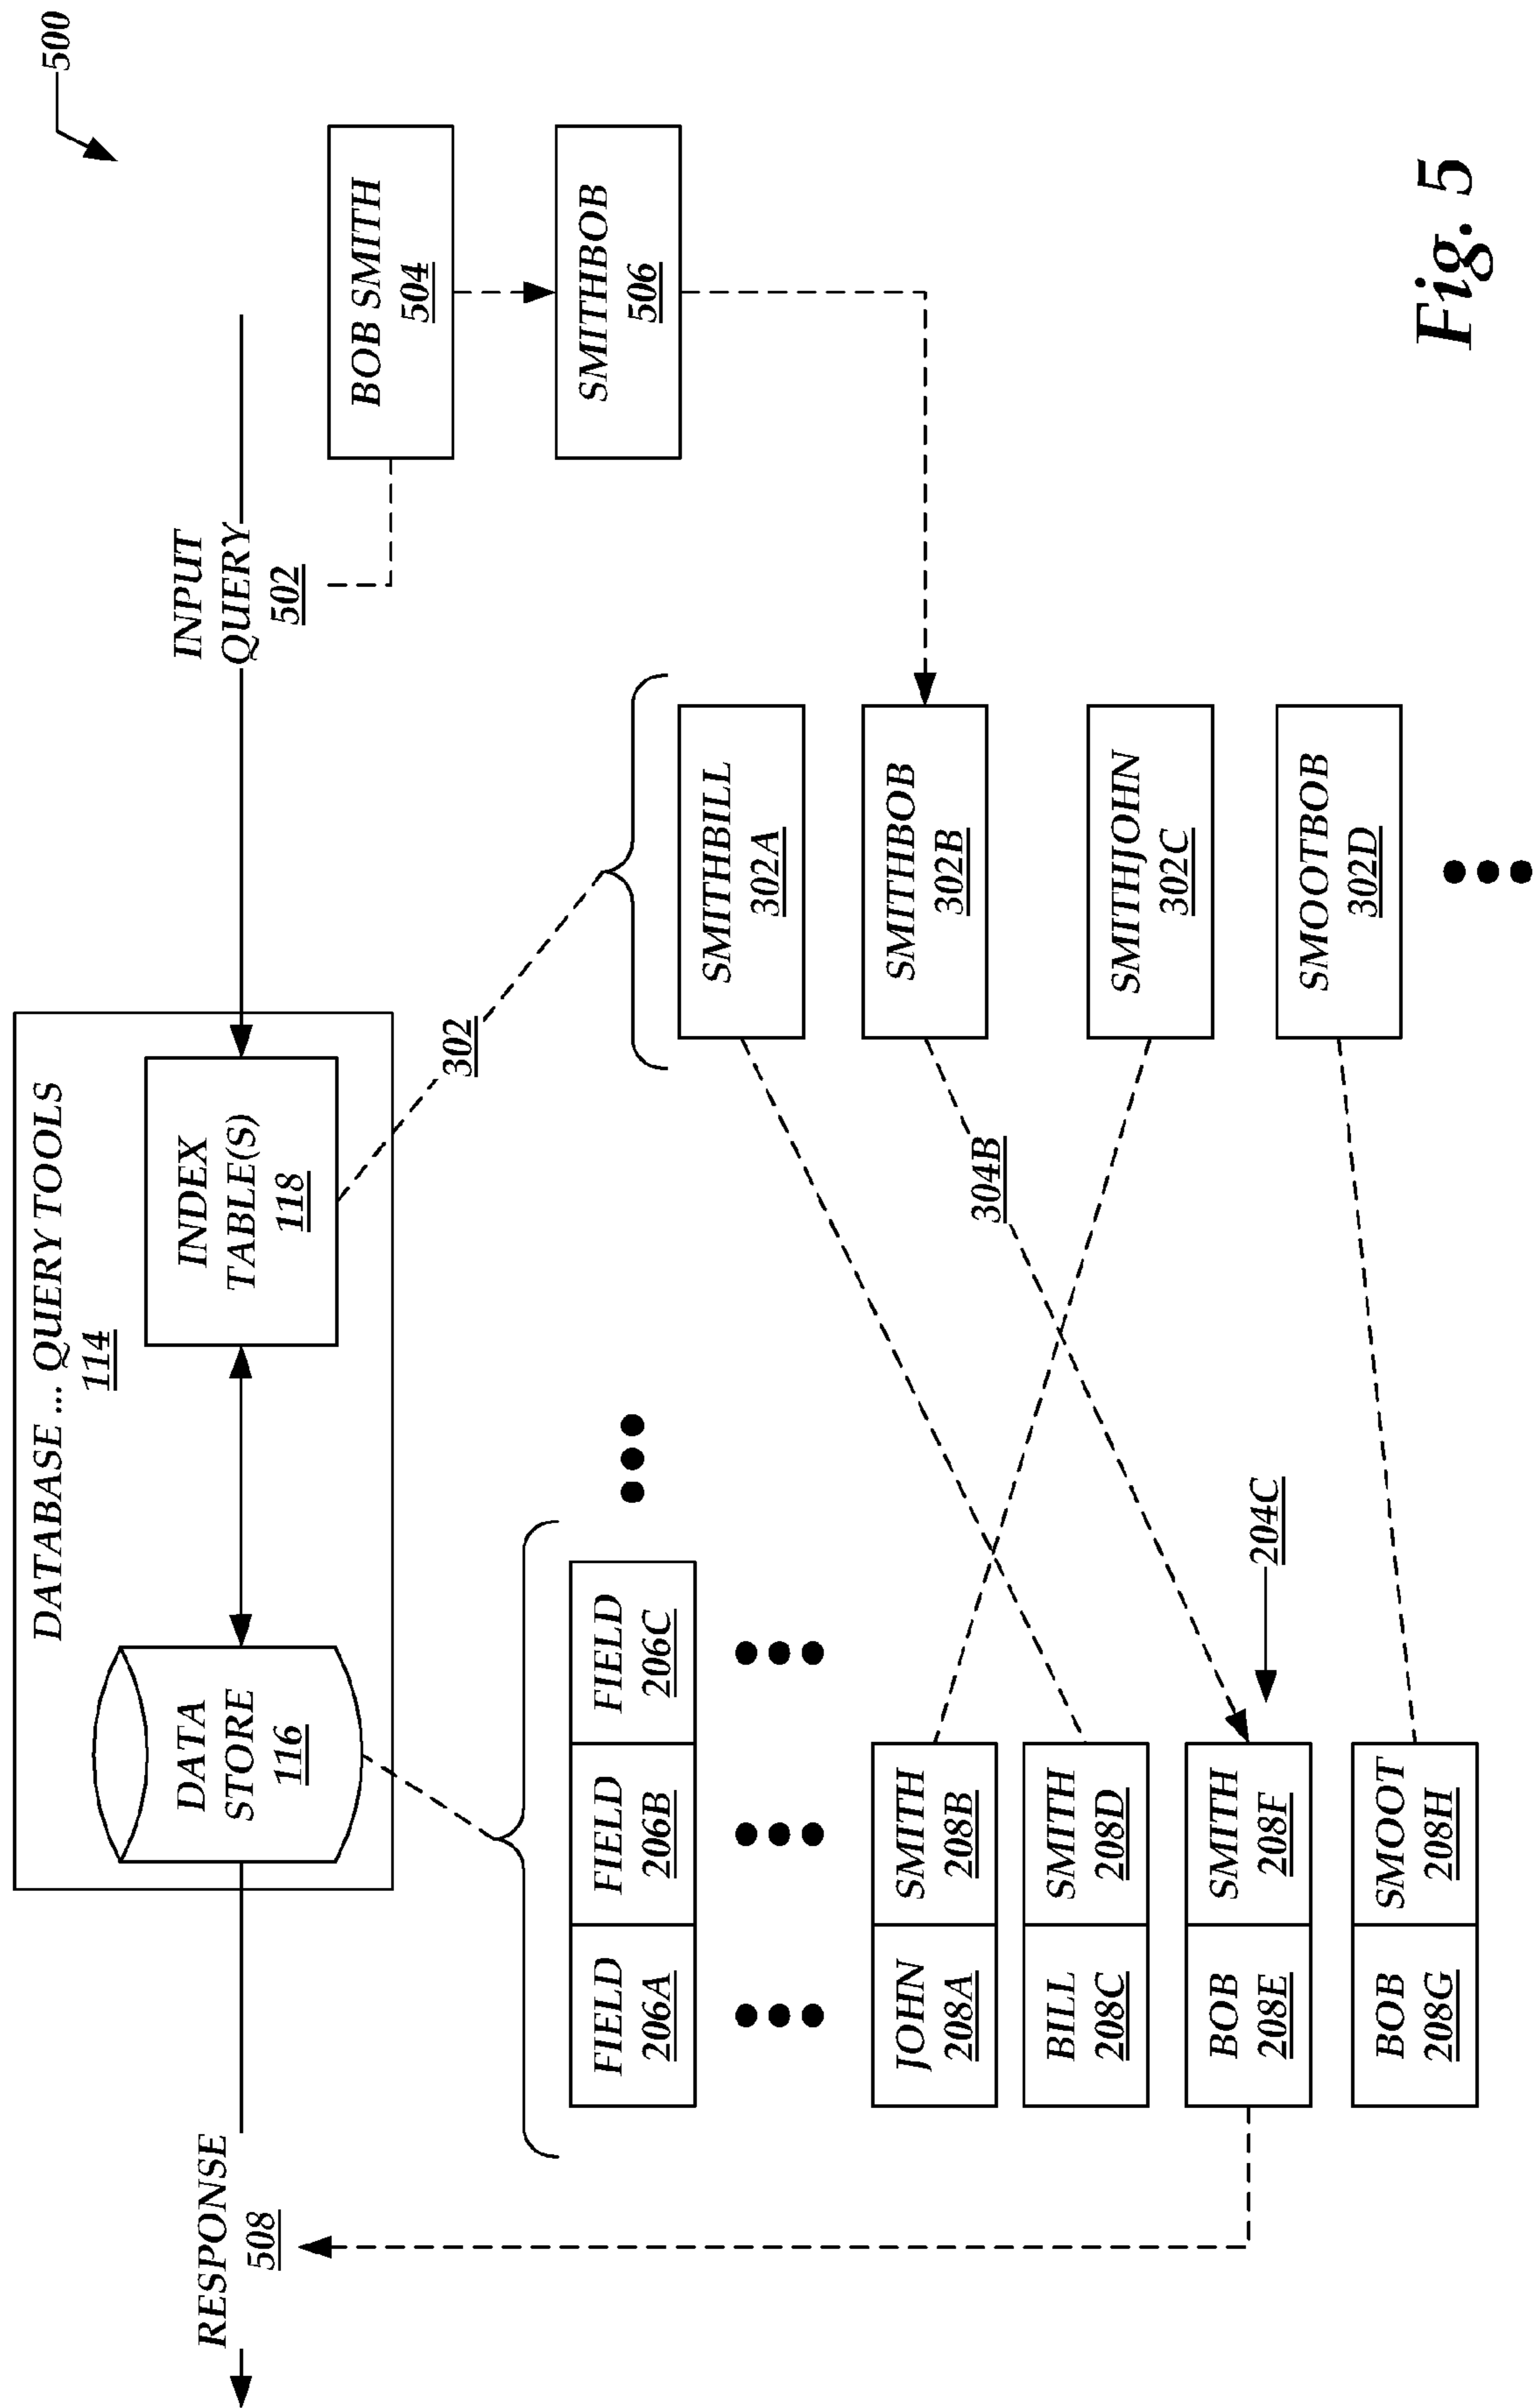 500
DATABASE ... QUERY TOOLS
114
RESPONSE
508
DATA
STORE
116
INDEX
TABLE(S)
118
INPUT
QUERY
502
BOB SMITH
504
SMITHBOB
506
302
FIELD
206A
FIELD
206B
FIELD
206C
SMITHBILL
302A
SMITHBOB
302B
SMITHJOHN
302C
SMOOTBOB
302D
304B
JOHN
208A
SMITH
208B
BILL
208C
SMITH
208D
BOB
208E
SMITH
208F
204C
BOB
208G
SMOOT
208H
Fig. 5